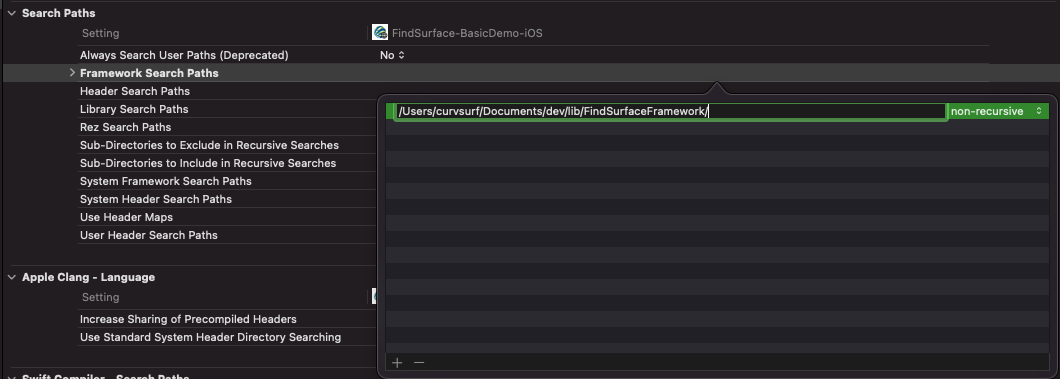 Search Paths
Setting FindSurface-BasicDemo-iOS
Always Search User Paths (Deprecated) No
Framework Search Paths
Header Search Paths
/Users/curvsurf/Documents/dev/lib/FindSurfaceFramework/ non-recursive
Library Search Paths
Rez Search Paths
Sub-Directories to Exclude in Recursive Searches
Sub-Directories to Include in Recursive Searches
System Framework Search Paths
System Header Search Paths
Use Header Maps
User Header Search Paths
Apple Clang - Language
Setting
Increase Sharing of Precompiled Headers
Use Standard System Header Directory Searching
Swift Compiler - Search Paths